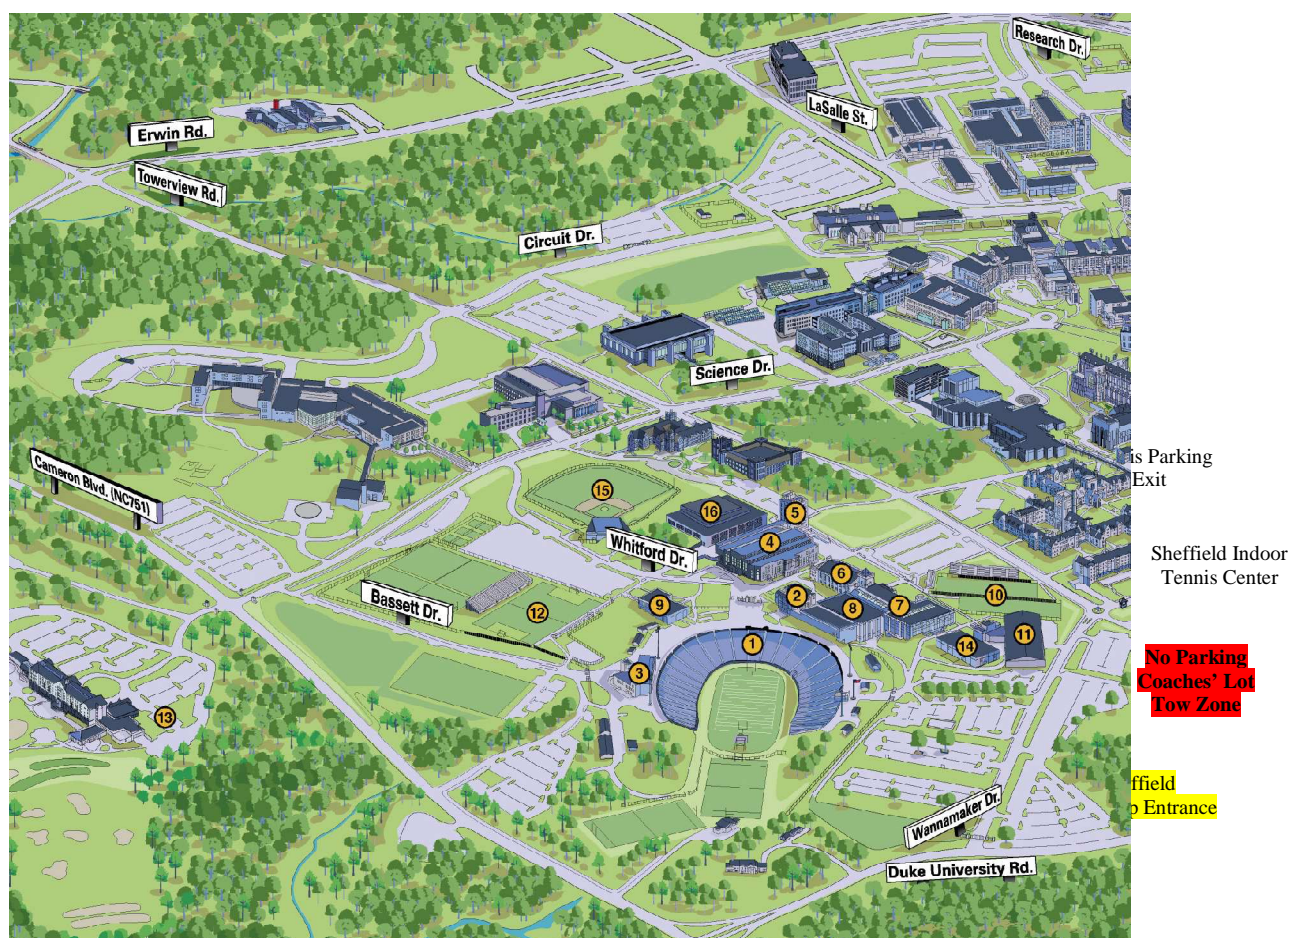 Research Dr.
LaSalle St.
Erwin Rd.
Towerview Rd.
Circuit Dr.
Science Dr.
Cameron Blvd. (NC751)
is Parking
Exit
15
16
5
4
Whitford Dr.
Sheffield Indoor
Tennis Center
6
Bassett Dr.
12
9
2
8
7
10
1
14
11
3
No Parking
Coaches' Lot
Tow Zone
13
ffield
Entrance
Wannamaker Dr.
Duke University Rd.